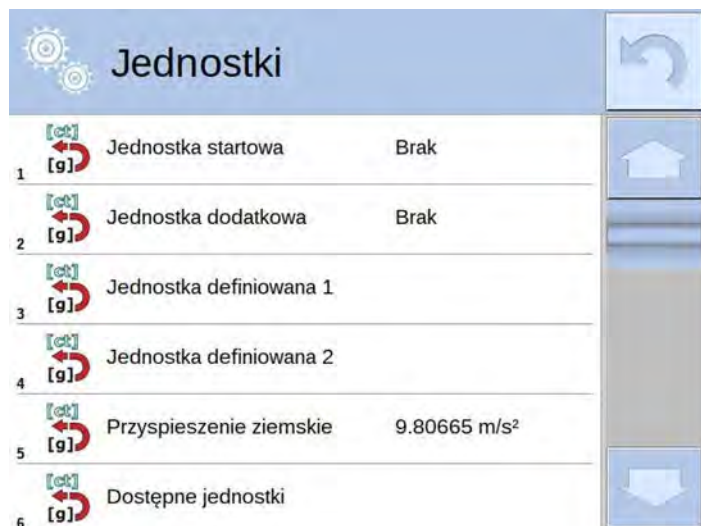 Jednostki
[ct]
[g]
1 Jednostka startowa Brak
[ct]
[g]
2 Jednostka dodatkowa Brak
[ct]
[g]
3 Jednostka definiowana 1
[ct]
[g]
4 Jednostka definiowana 2
[ct]
[g]
5 Przyspieszenie ziemskie 9.80665 m/s²
[ct]
[g]
6 Dostępne jednostki